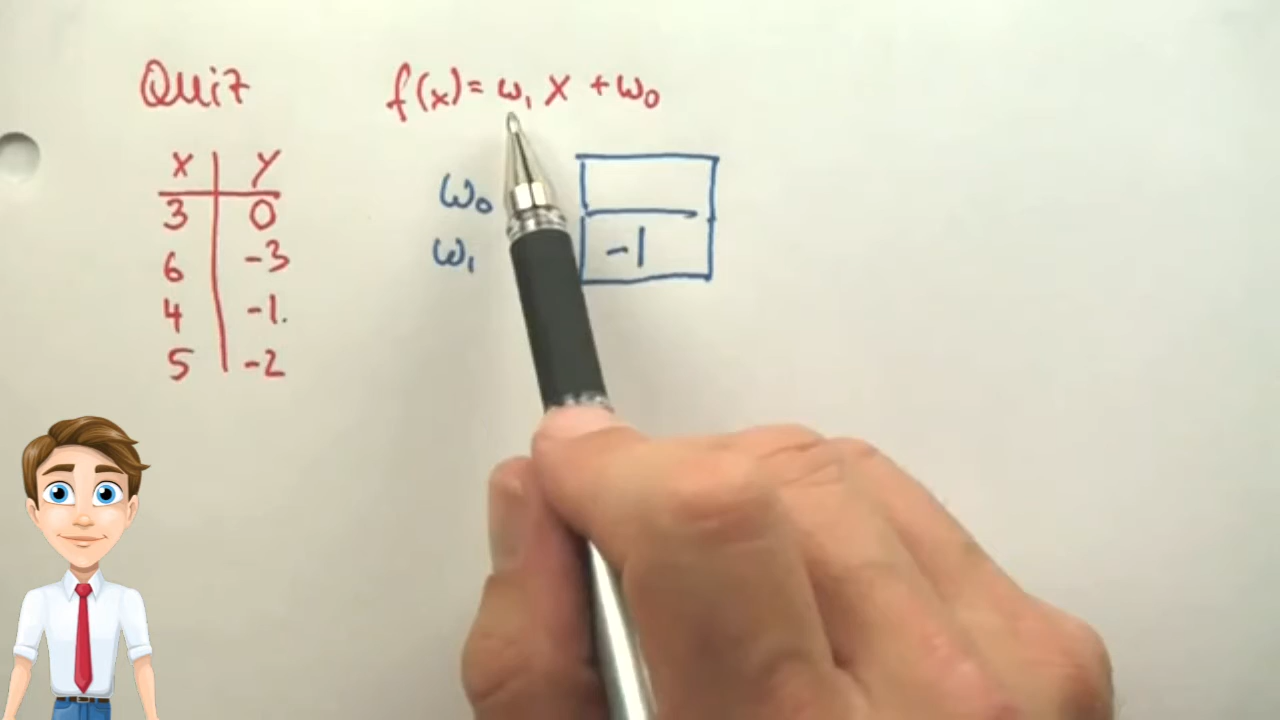 Quiz
f(x) = w₁ x + w₀
x y
3 0
6 -3
4 -1.
5 -2
w₀
w₁ -1